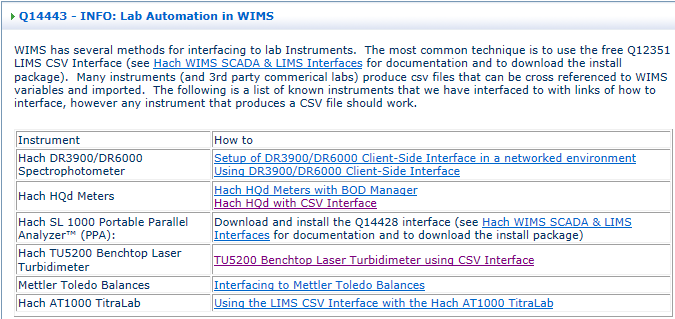 Q14443 - INFO: Lab Automation in WIMS
WIMS has several methods for interfacing to lab Instruments.  The most common technique is to use the free Q12351
LIMS CSV Interface (see Hach WIMS SCADA & LIMS Interfaces for documentation and to download the install
package).  Many instruments (and 3rd party commerical labs) produce csv files that can be cross referenced to WIMS
variables and imported.  The following is a list of known instruments that we have interfaced to with links of how to
interface, however any instrument that produces a CSV file should work.
Instrument How to
Hach DR3900/DR6000 Setup of DR3900/DR6000 Client-Side Interface in a networked environment
Spectrophotometer Using DR3900/DR6000 Client-Side Interface
Hach HQd Meters Hach HQd Meters with BOD Manager
Hach HQd with CSV Interface
Hach SL 1000 Portable Parallel Download and install the Q14428 interface (see Hach WIMS SCADA & LIMS
Analyzer™ (PPA): Interfaces for documentation and to download the install package)
Hach TU5200 Benchtop Laser
Turbidimeter TU5200 Benchtop Laser Turbidimeter using CSV Interface
Mettler Toledo Balances Interfacing to Mettler Toledo Balances
Hach AT1000 TitraLab Using the LIMS CSV Interface with the Hach AT1000 TitraLab